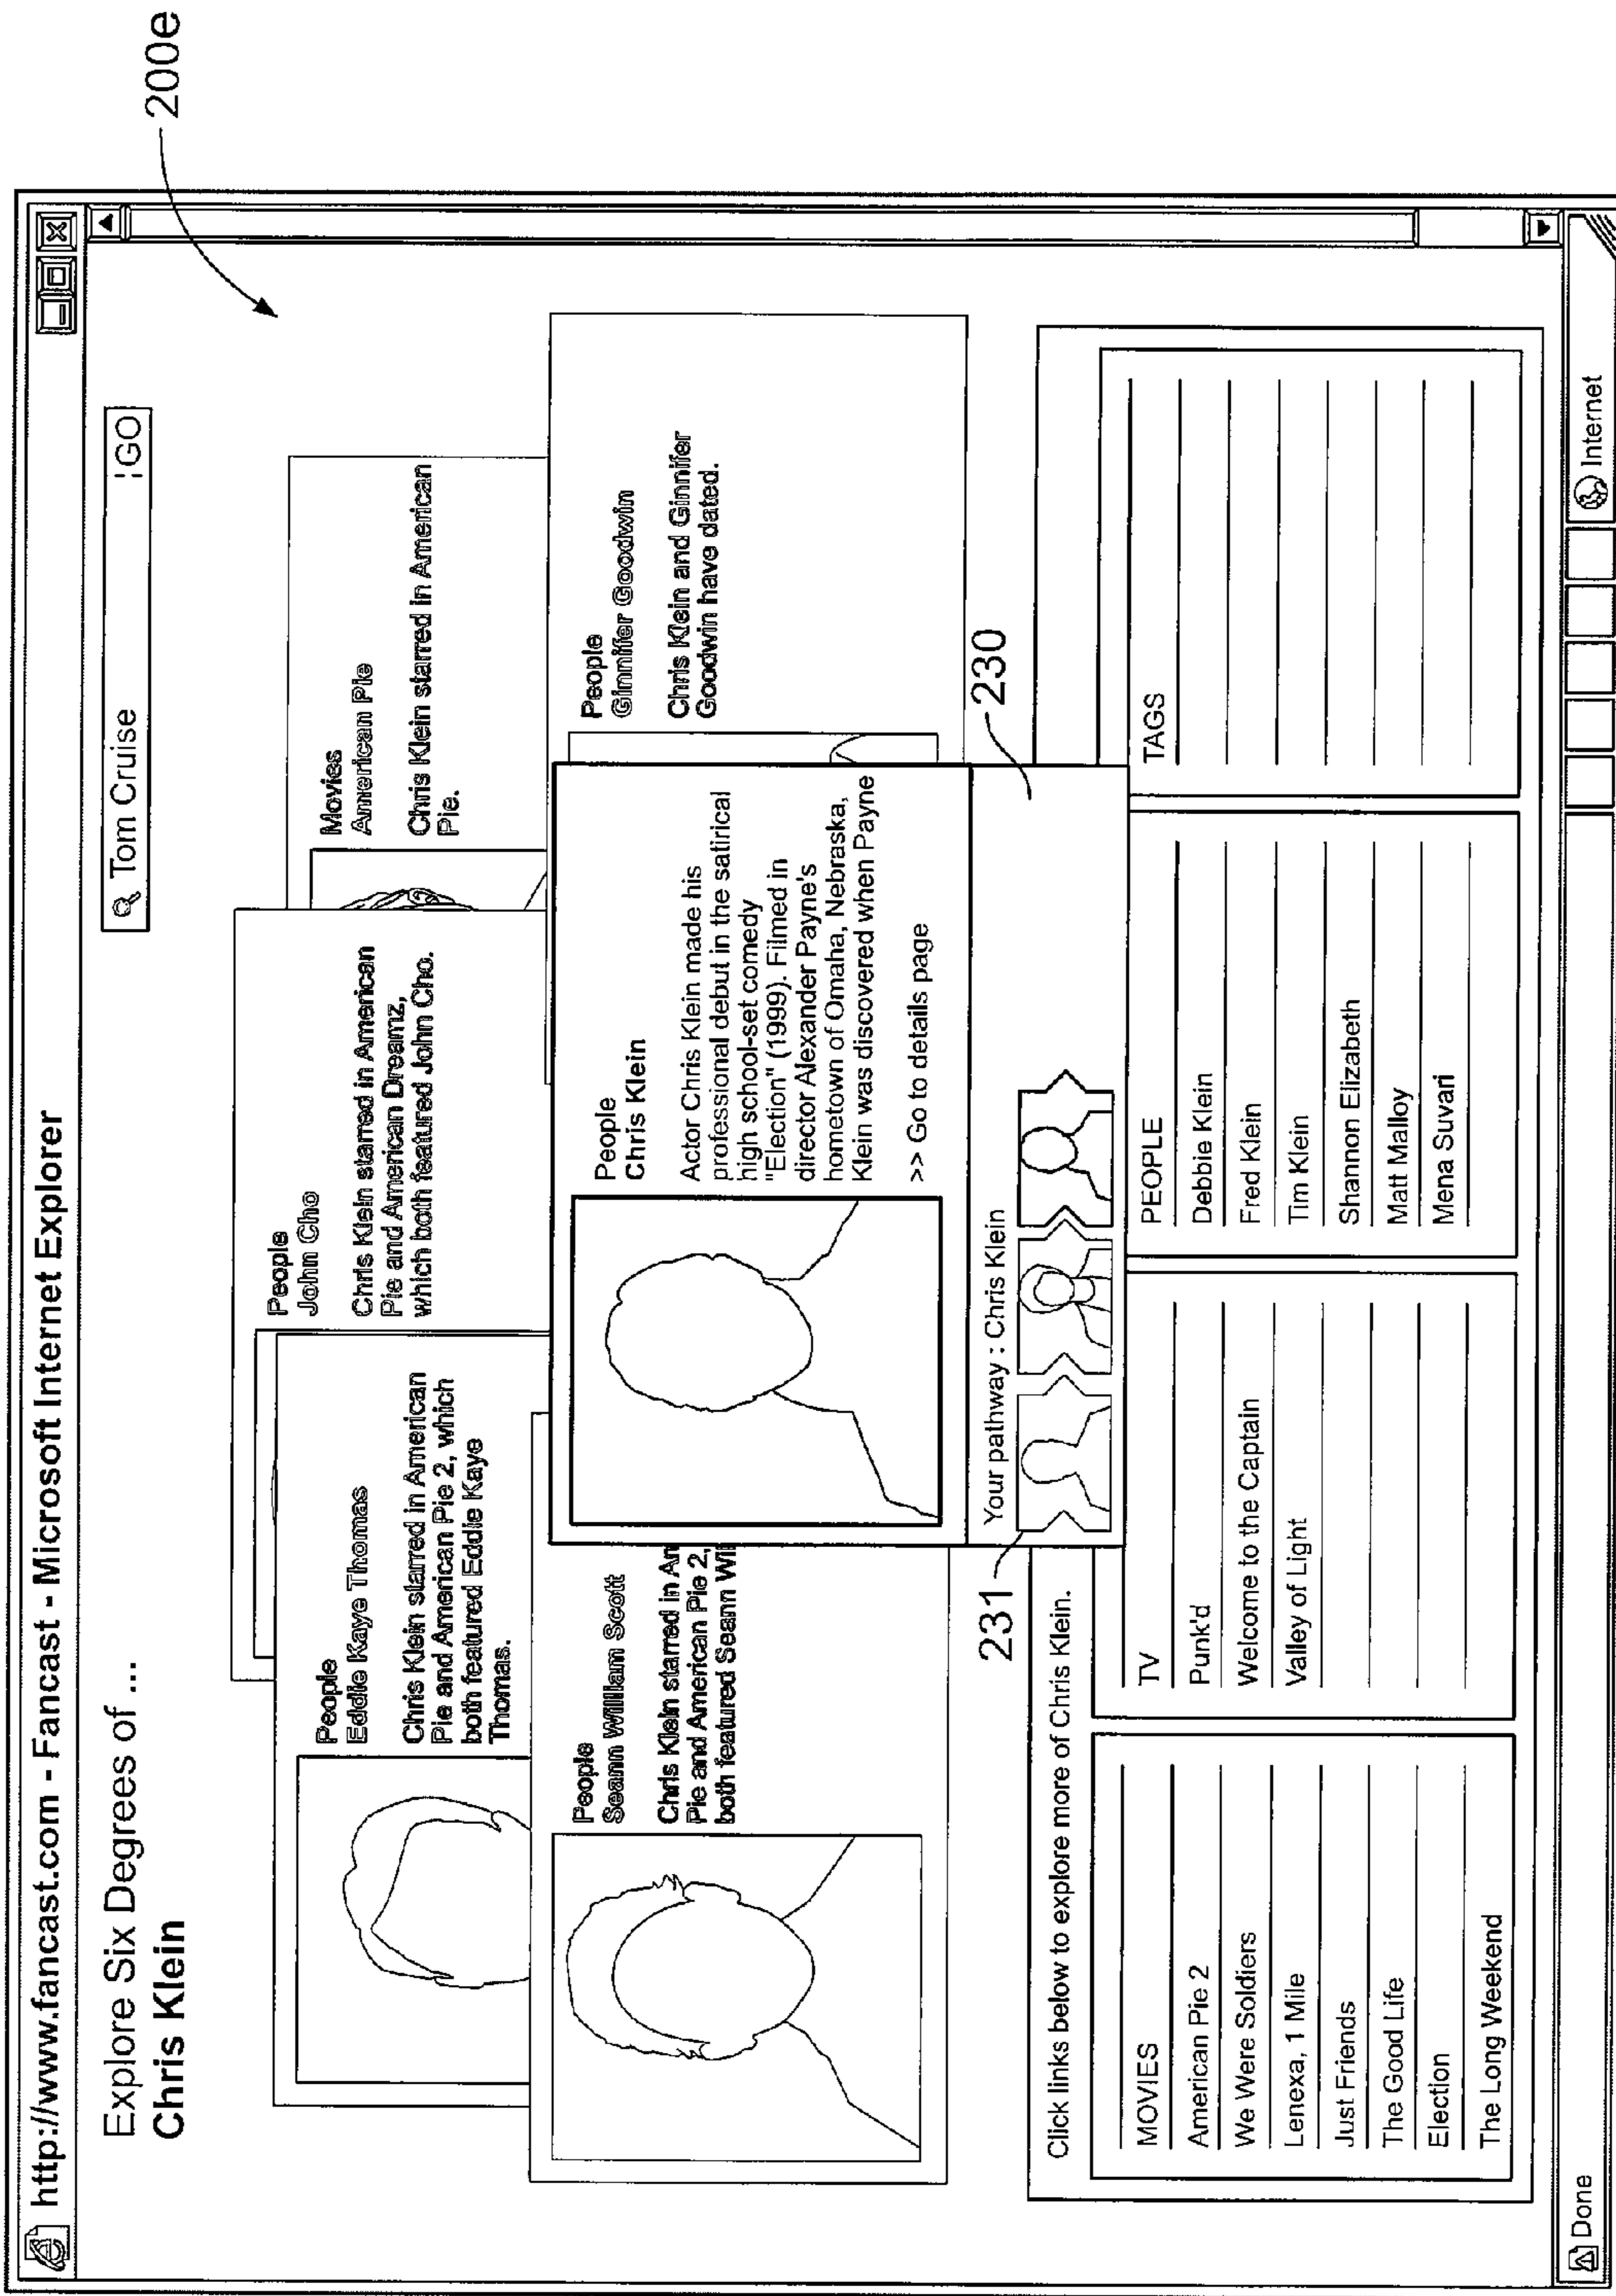 http://www.fancast.com - Fancast - Microsoft Internet Explorer
200e
Explore Six Degrees of ...
Chris Klein
Tom Cruise
GO
People
John Cho
Chris Klein starred in American
Pie and American Dreamz,
which both featured John Cho.
Movies
American Pie
Chris Klein starred in American
Pie.
People
Eddie Kaye Thomas
Chris Klein starred in American
Pie and American Pie 2, which
both featured Eddie Kaye
Thomas.
People
Seann William Scott
Chris Klein starred in Am
Pie and American Pie 2,
both featured Seann Wil
People
Chris Klein
Actor Chris Klein made his
professional debut in the satirical
high school-set comedy
"Election" (1999). Filmed in
director Alexander Payne's
hometown of Omaha, Nebraska,
Klein was discovered when Payne
>> Go to details page
People
Ginnifer Goodwin
Chris Klein and Ginnifer
Goodwin have dated.
230
231
Your pathway : Chris Klein
Click links below to explore more of Chris Klein.
MOVIES
American Pie 2
We Were Soldiers
Lenexa, 1 Mile
Just Friends
The Good Life
Election
The Long Weekend
TV
Punk'd
Welcome to the Captain
Valley of Light
PEOPLE
Debbie Klein
Fred Klein
Tim Klein
Shannon Elizabeth
Matt Malloy
Mena Suvari
TAGS
Done
Internet